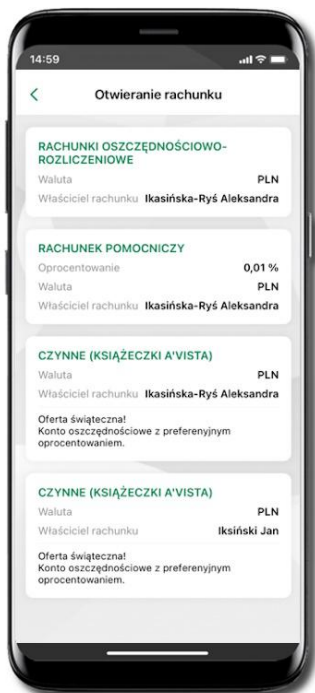 14:59
Otwieranie rachunku
RACHUNKI OSZCZĘDNOŚCIOWO-
ROZLICZENIOWE
Waluta PLN
Właściciel rachunku Ikasińska-Ryś Aleksandra
RACHUNEK POMOCNICZY
Oprocentowanie 0,01 %
Waluta PLN
Właściciel rachunku Ikasińska-Ryś Aleksandra
CZYNNE (KSIĄŻECZKI A'VISTA)
Waluta PLN
Właściciel rachunku Ikasińska-Ryś Aleksandra
Oferta świąteczna!
Konto oszczędnościowe z preferenyjnym
oprocentowaniem.
CZYNNE (KSIĄŻECZKI A'VISTA)
Waluta PLN
Właściciel rachunku Iksiński Jan
Oferta świąteczna!
Konto oszczędnościowe z preferenyjnym
oprocentowaniem.